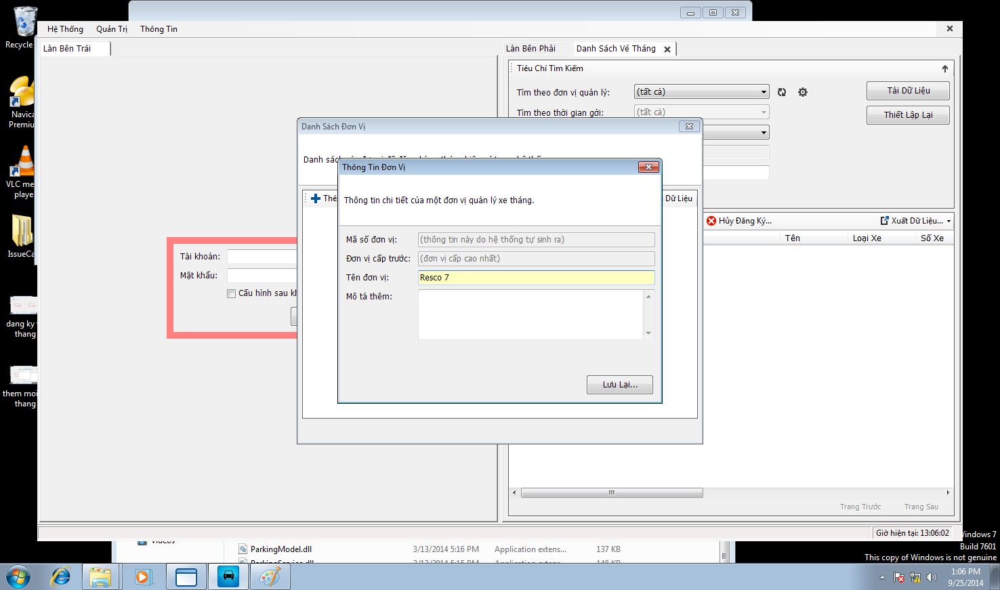 Recycle
Navica
Premiu
VLC me
playe
IssueCa
dang ky
thang
them moi
thang
Hệ Thống Quản Trị Thông Tin
Làn Bên Trái
Tài khoản:
Mật khẩu:
Cấu hình sau kh
Làn Bên Phải Danh Sách Vé Tháng
Tiêu Chí Tìm Kiếm
Tìm theo đơn vị quản lý: (tất cả) Tải Dữ Liệu
Tìm theo thời gian gởi: (tất cả) Thiết Lập Lại
Danh Sách Đơn Vị
Danh sách
Thê Dữ Liệu
Thông Tin Đơn Vị
Thông tin chi tiết của một đơn vị quản lý xe tháng.
Mã số đơn vị: (thông tin này do hệ thống tự sinh ra)
Đơn vị cấp trước: (đơn vị cấp cao nhất)
Tên đơn vị: Resco 7
Mô tả thêm:
Lưu Lại...
Hủy Đăng Ký... Xuất Dữ Liệu...
Tên Loại Xe Số Xe
Trang Trước Trang Sau
Giờ hiện tại: 13:06:02
Videos
ParkingModel.dll 3/13/2014 5:16 PM Application extens... 137 KB
ParkingService.dll 3/13/2014 5:15 PM Application extens... 148 KB
Windows 7
Build 7601
This copy of Windows is not genuine
1:06 PM
9/25/2014